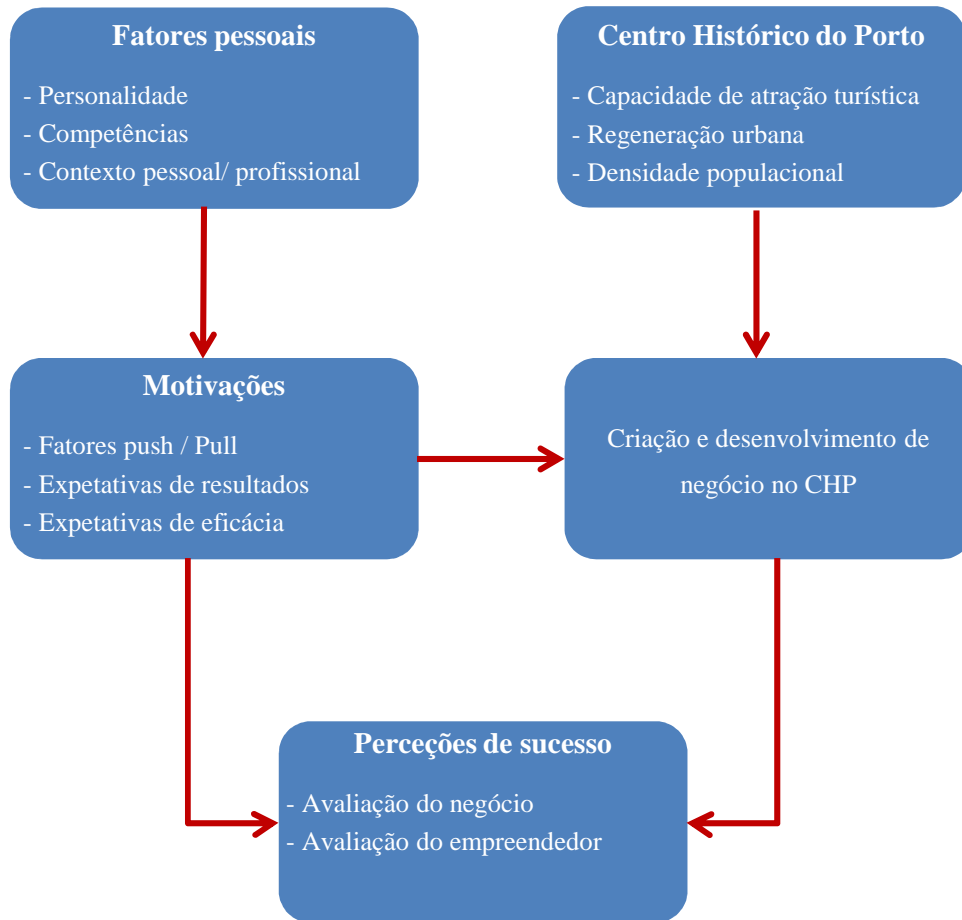 Fatores pessoais
- Personalidade
- Competências
- Contexto pessoal/ profissional
Centro Histórico do Porto
- Capacidade de atração turística
- Regeneração urbana
- Densidade populacional
Motivações
- Fatores push / Pull
- Expetativas de resultados
- Expetativas de eficácia
Criação e desenvolvimento de
negócio no CHP
Perceções de sucesso
- Avaliação do negócio
- Avaliação do empreendedor